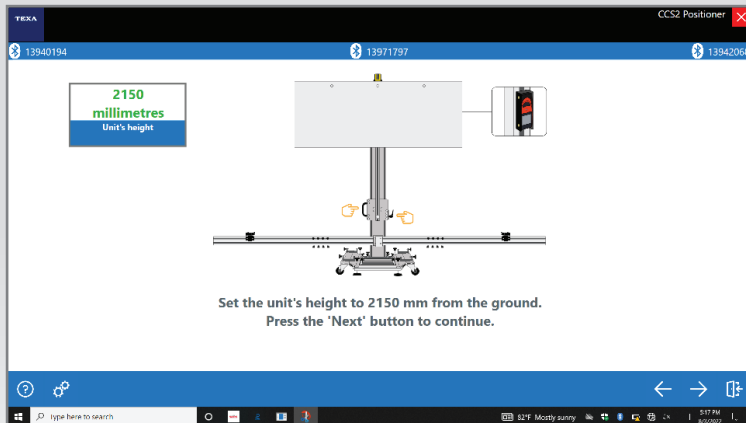 TEXA
CCS2 Positioner
13940194
13971797
1394206
2150
millimetres
Unit's height
Set the unit's height to 2150 mm from the ground.
Press the 'Next' button to continue.
Type here to search
82°F Mostly sunny
5:17 PM